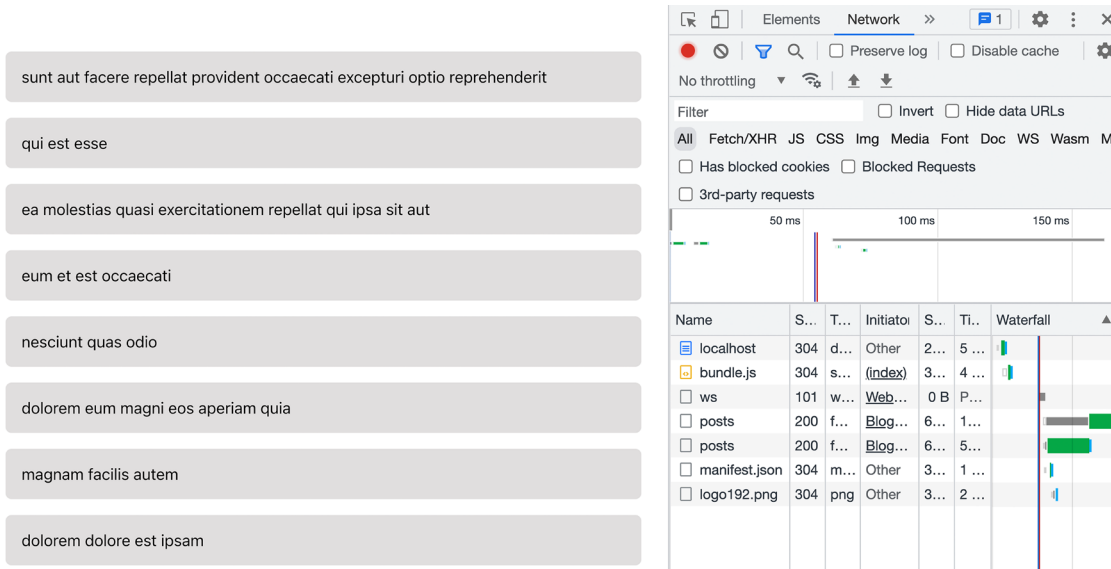 sunt aut facere repellat provident occaecati excepturi optio reprehenderit
qui est esse
ea molestias quasi exercitationem repellat qui ipsa sit aut
eum et est occaecati
nesciunt quas odio
dolorem eum magni eos aperiam quia
magnam facilis autem
dolorem dolore est ipsam
Elements Network 1
Preserve log Disable cache
No throttling
Filter Invert Hide data URLs
All Fetch/XHR JS CSS Img Media Font Doc WS Wasm M
Has blocked cookies Blocked Requests
3rd-party requests
50 ms 100 ms 150 ms
Name S... T... Initiator S... Ti.. Waterfall
localhost 304 d... Other 2... 5 ...
bundle.js 304 s... (index) 3... 4 ...
ws 101 w... Web... 0 B P...
posts 200 f... Blog... 6... 1...
posts 200 f... Blog... 6... 5...
manifest.json 304 m... Other 3... 1 ...
logo192.png 304 png Other 3... 2 ...